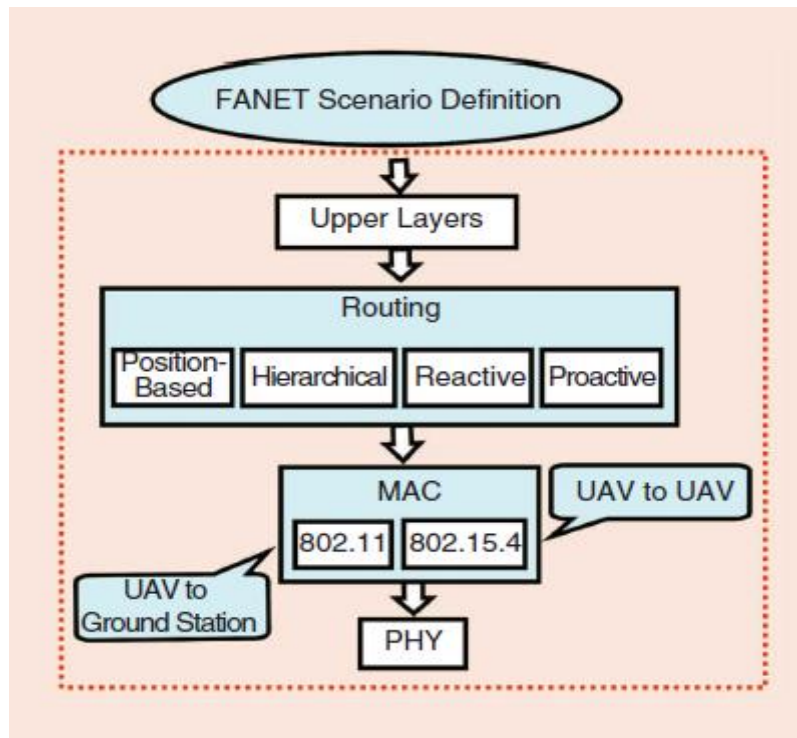 FANET Scenario Definition
Upper Layers
Routing
Position-
Based
Hierarchical
Reactive
Proactive
MAC
802.11
802.15.4
UAV to UAV
UAV to
Ground Station
PHY